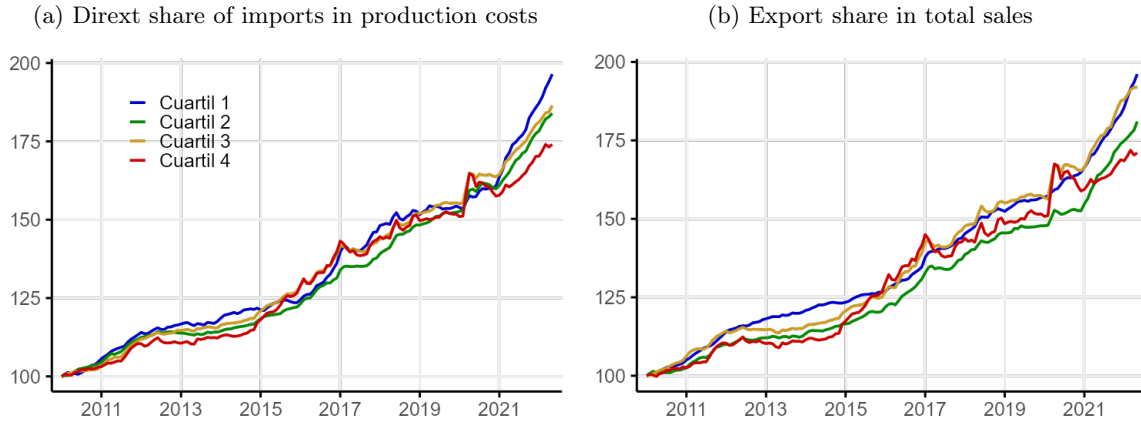 (a) Dirext share of imports in production costs
200
175
150
125
100
Cuartil 1
Cuartil 2
Cuartil 3
Cuartil 4
2011 2013 2015 2017 2019 2021
(b) Export share in total sales
200
175
150
125
100
2011 2013 2015 2017 2019 2021